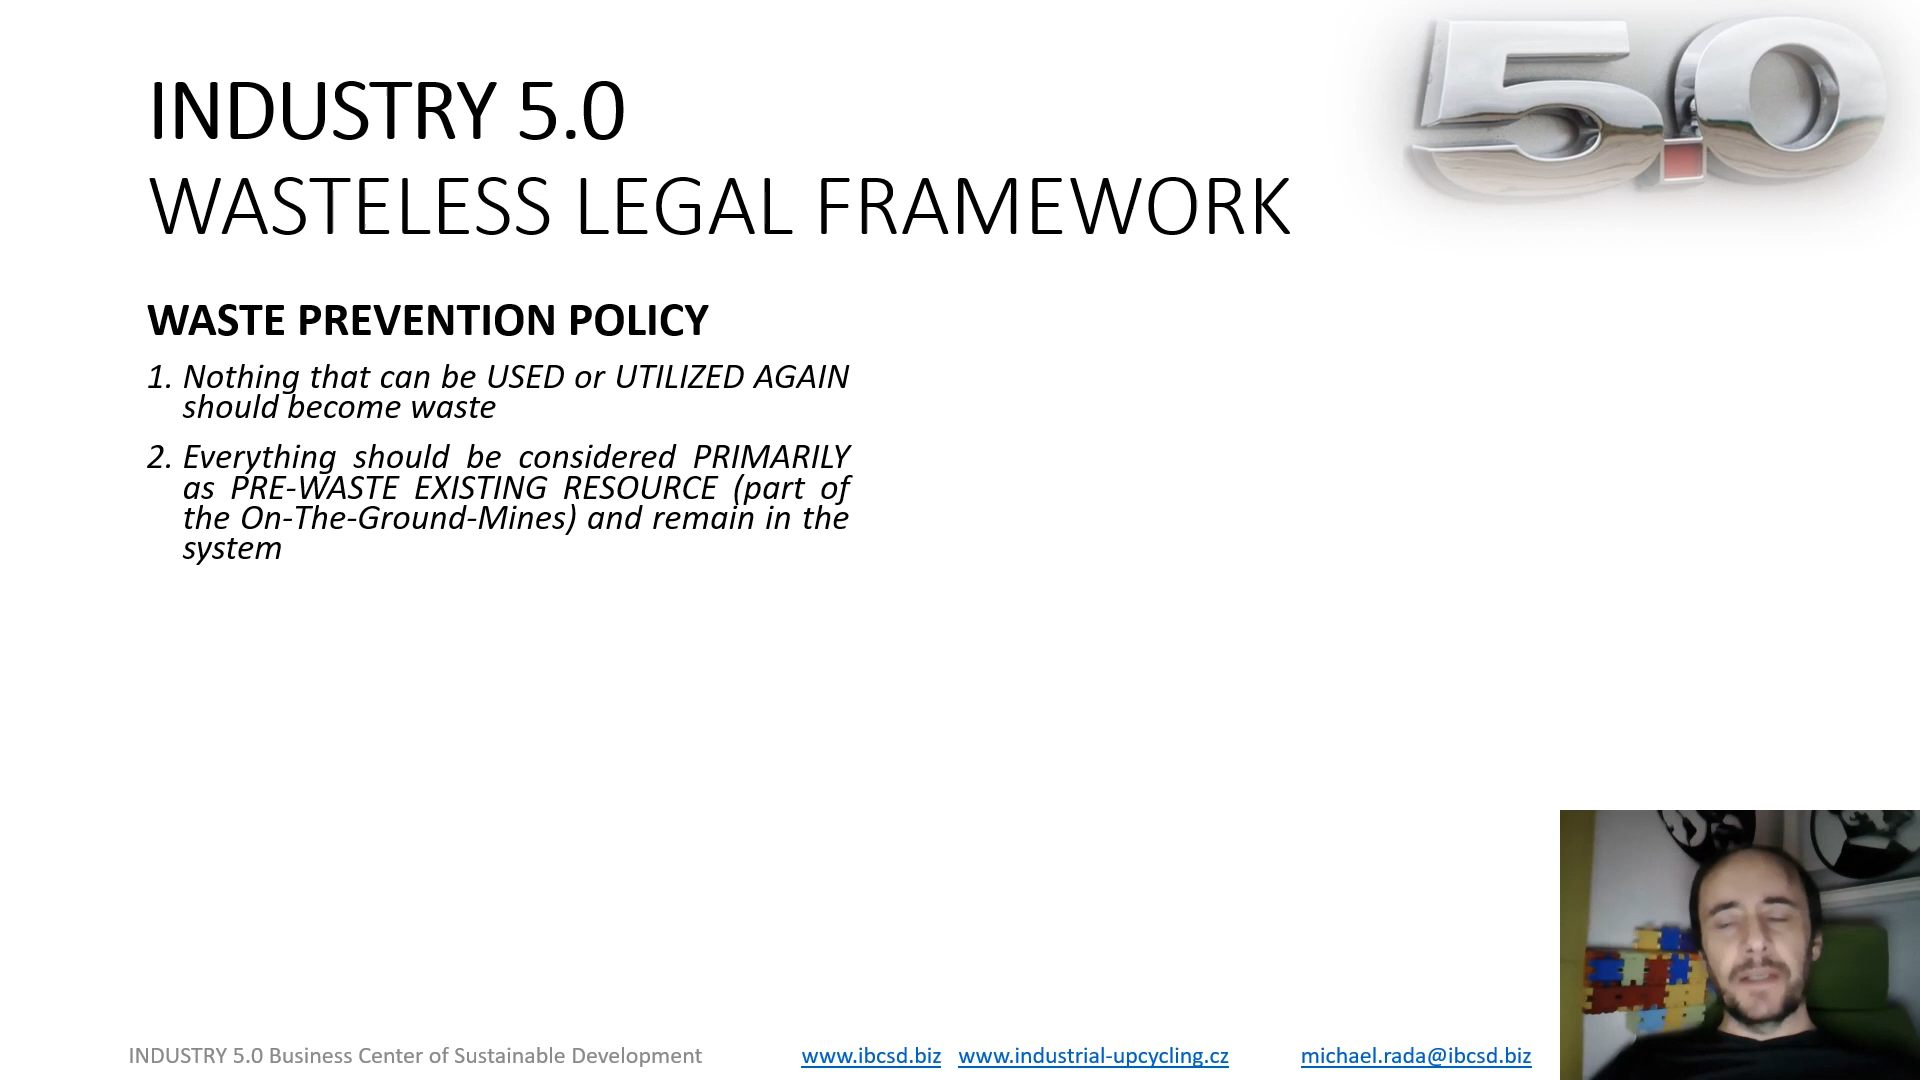 5.0
INDUSTRY 5.0
WASTELESS LEGAL FRAMEWORK
WASTE PREVENTION POLICY
1. Nothing that can be USED or UTILIZED AGAIN
should become waste
2. Everything should be considered PRIMARILY
as PRE-WASTE EXISTING RESOURCE (part of
the On-The-Ground-Mines) and remain in the
system
INDUSTRY 5.0 Business Center of Sustainable Development www.ibcsd.biz www.industrial-upcycling.cz michael.rada@ibcsd.biz